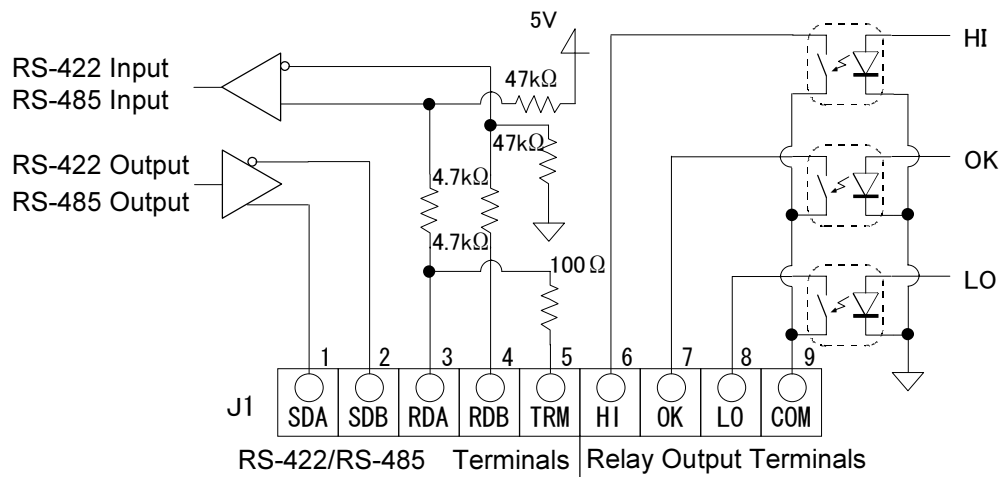 5V
HI
RS-422 Input
RS-485 Input
47kΩ
47kΩ
RS-422 Output
RS-485 Output
4.7kΩ
4.7kΩ
OK
100Ω
LO
1 2 3 4 5 6 7 8 9
J1
SDA SDB RDA RDB TRM HI OK LO COM
RS-422/RS-485 Terminals Relay Output Terminals